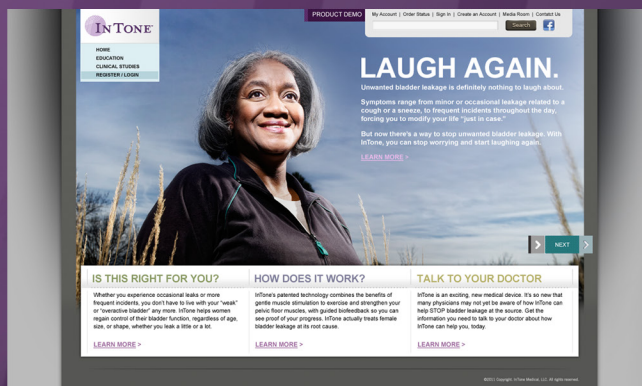 PRODUCT DEMO
My Account | Order Status | Sign In | Create an Account | Media Room | Contact Us
Search
INTONE
HOME
EDUCATION
CLINICAL STUDIES
REGISTER / LOGIN
LAUGH AGAIN.
Unwanted bladder leakage is definitely nothing to laugh about.
Symptoms range from minor or occasional leakage related to a
cough or a sneeze, to frequent incidents throughout the day,
forcing you to modify your life “just in case.”
But now there's a way to stop unwanted bladder leakage. With
InTone, you can stop worrying and start laughing again.
LEARN MORE >
NEXT
IS THIS RIGHT FOR YOU?
Whether you experience occasional leaks or more
frequent incidents, you don't have to live with your “weak”
or “overactive bladder” any more. InTone helps women
regain control of their bladder function, regardless of age,
size, or shape, whether you leak a little or a lot.
LEARN MORE >
HOW DOES IT WORK?
InTone's patented technology combines the benefits of
gentle muscle stimulation to exercise and strengthen your
pelvic floor muscles, with guided biofeedback so you can
see proof of your progress. InTone actually treats female
bladder leakage at its root cause.
LEARN MORE >
TALK TO YOUR DOCTOR
InTone is an exciting, new medical device. It's so new that
many physicians may not yet be aware of how InTone can
help STOP bladder leakage at the source. Get the
information you need to talk to your doctor about how
InTone can help you, today.
LEARN MORE >
©2011 Copyright InTone Medical, LLC. All rights reserved.